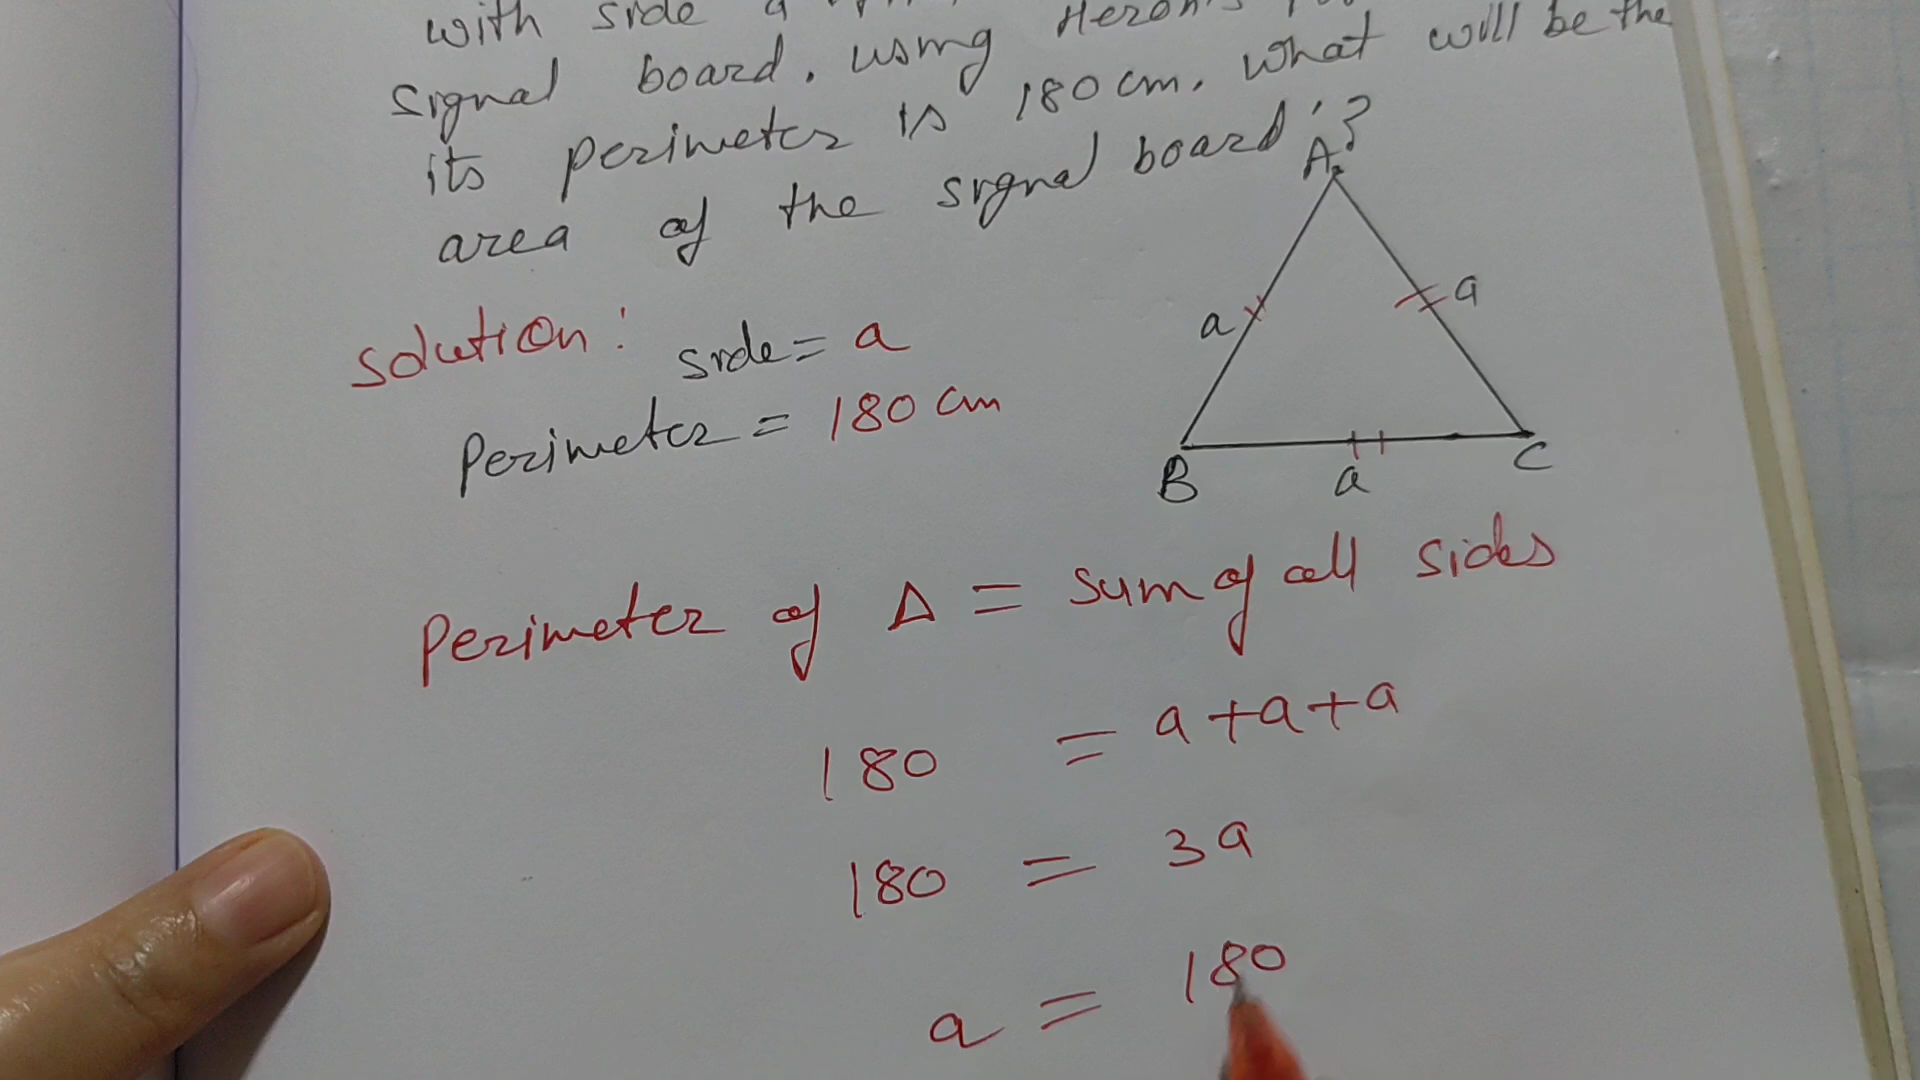 with side a
signal board. using Heron's
its perimeter is 180 cm. what will be the
area of the signal board'?
A
a
a
B
a
C
Solution:
side = a
Perimeter = 180 cm
Perimeter of Δ = sum of all sides
180 = a + a + a
180 = 3a
a = 180